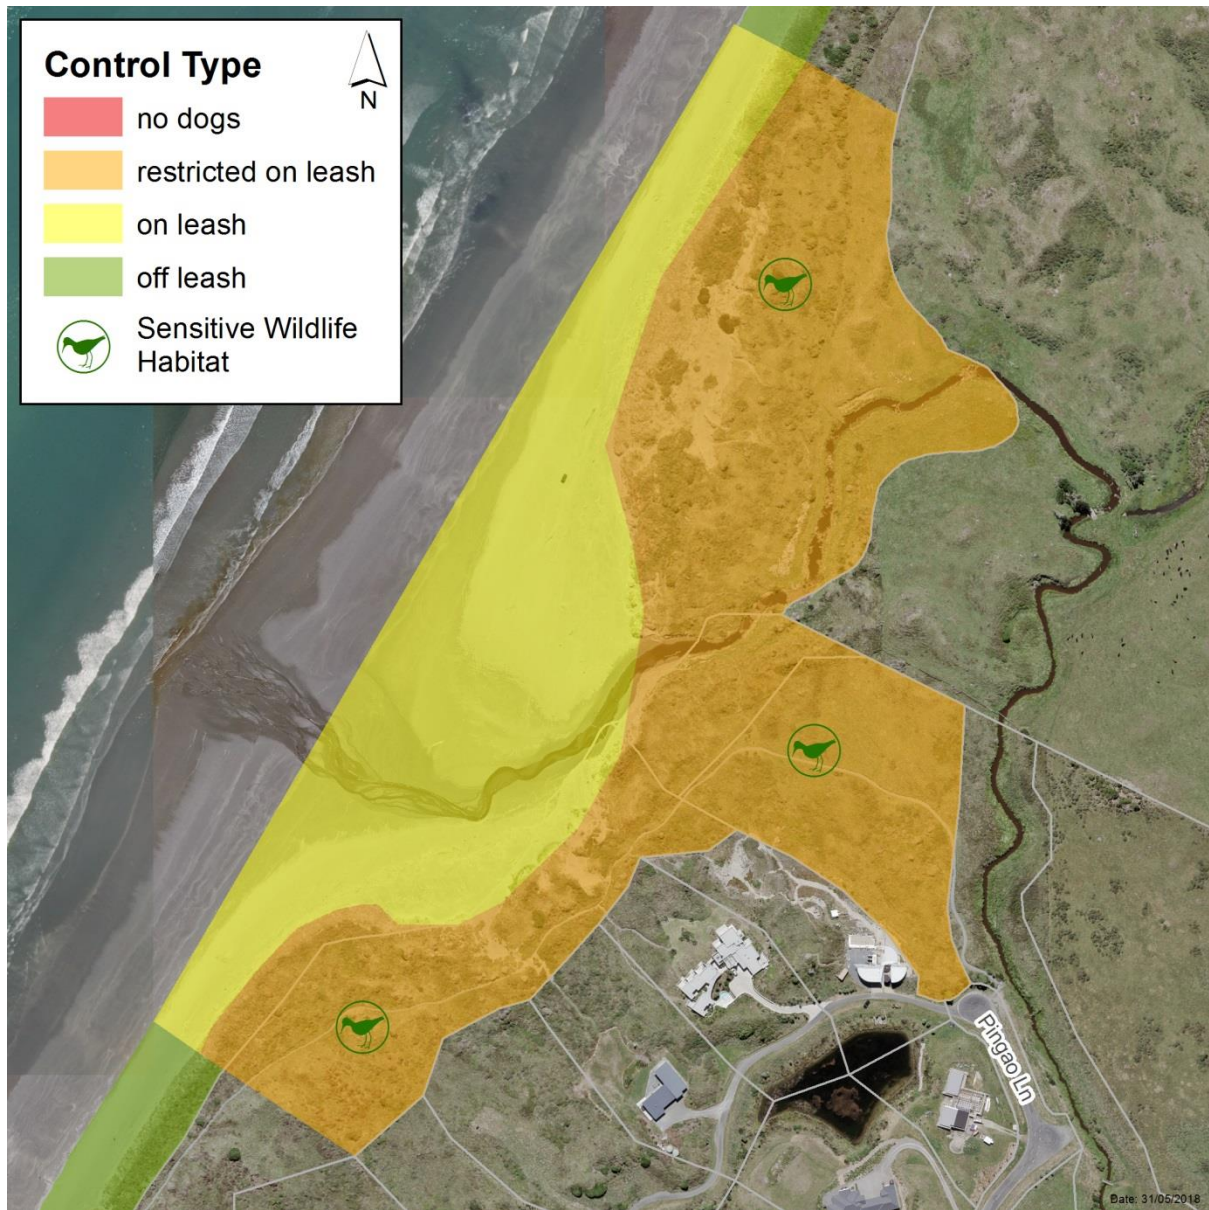 Control Type
N
no dogs
restricted on leash
on leash
off leash
Sensitive Wildlife
Habitat
Pingao Ln
Date: 31/05/2018